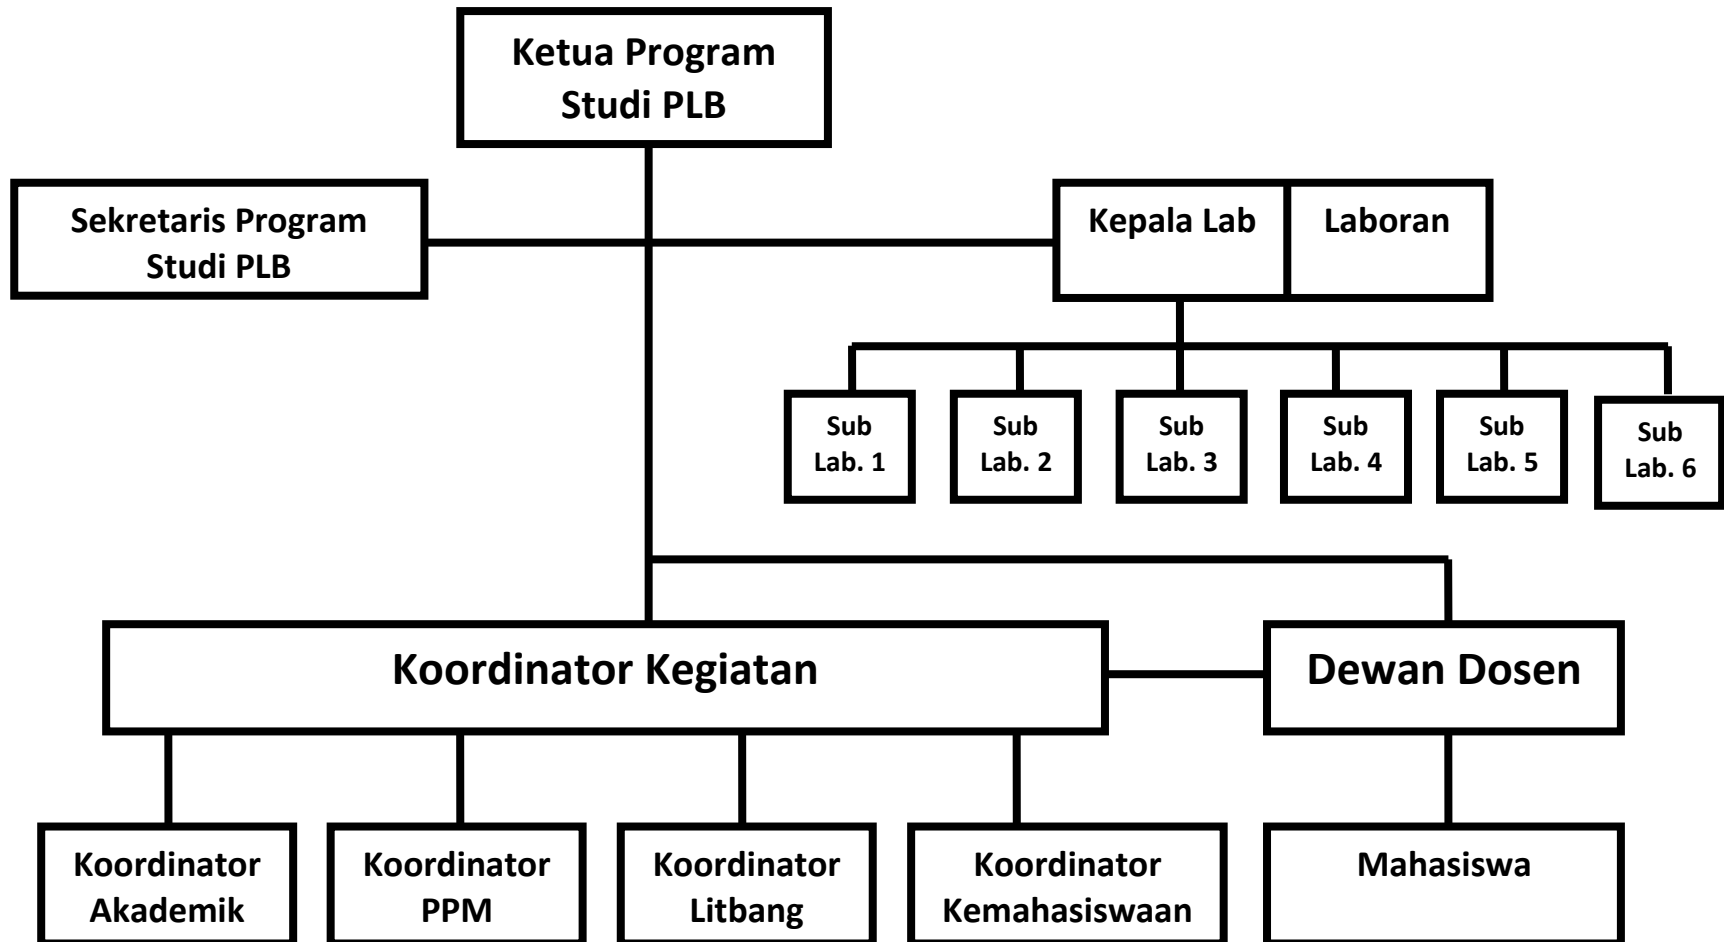 Ketua Program
Studi PLB
Sekretaris Program
Studi PLB
Kepala Lab
Laboran
Sub
Lab. 1
Sub
Lab. 2
Sub
Lab. 3
Sub
Lab. 4
Sub
Lab. 5
Sub
Lab. 6
Koordinator Kegiatan
Dewan Dosen
Koordinator
Akademik
Koordinator
PPM
Koordinator
Litbang
Koordinator
Kemahasiswaan
Mahasiswa